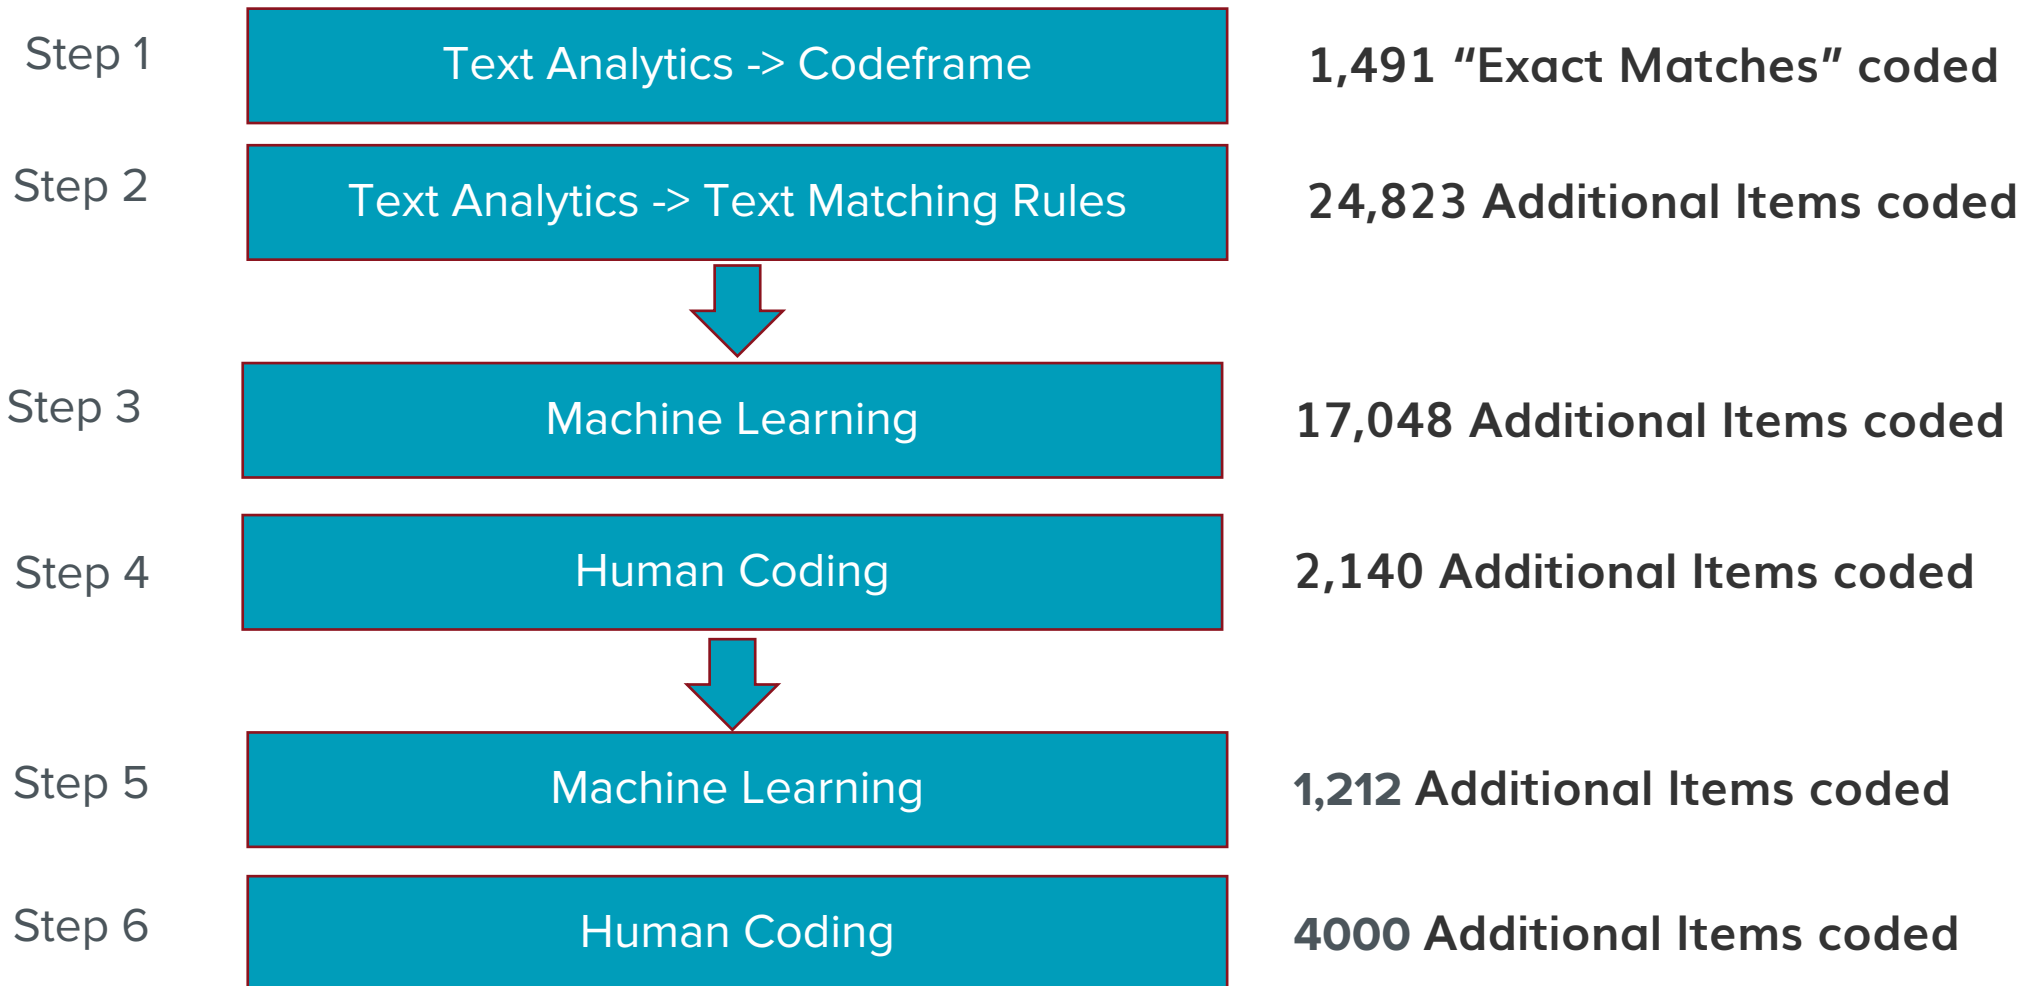 Step 1
Text Analytics -> Codeframe
1,491 “Exact Matches” coded
Step 2
Text Analytics -> Text Matching Rules
24,823 Additional Items coded
Step 3
Machine Learning
17,048 Additional Items coded
Step 4
Human Coding
2,140 Additional Items coded
Step 5
Machine Learning
1,212 Additional Items coded
Step 6
Human Coding
4000 Additional Items coded